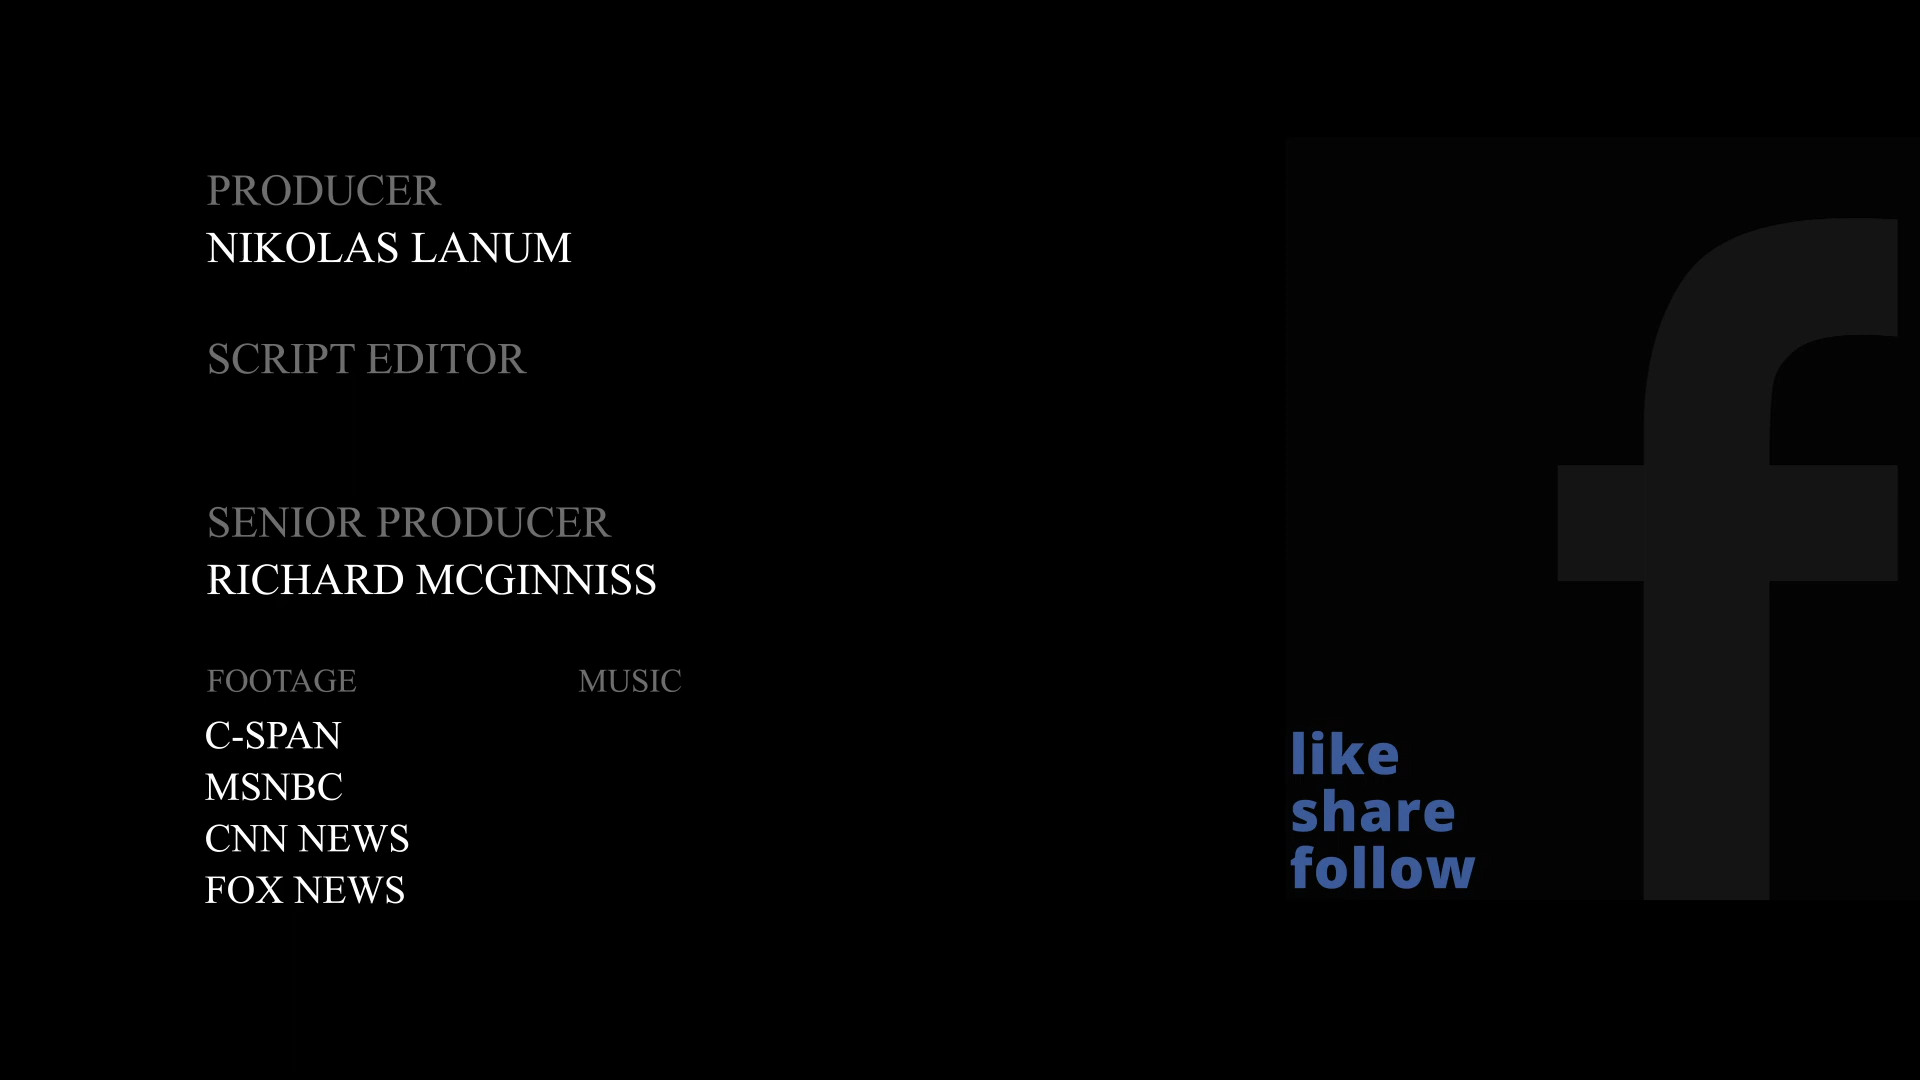 PRODUCER
NIKOLAS LANUM
SCRIPT EDITOR
SENIOR PRODUCER
RICHARD MCGINNISS
FOOTAGE
C-SPAN
MSNBC
CNN NEWS
FOX NEWS
MUSIC
like
share
follow
f